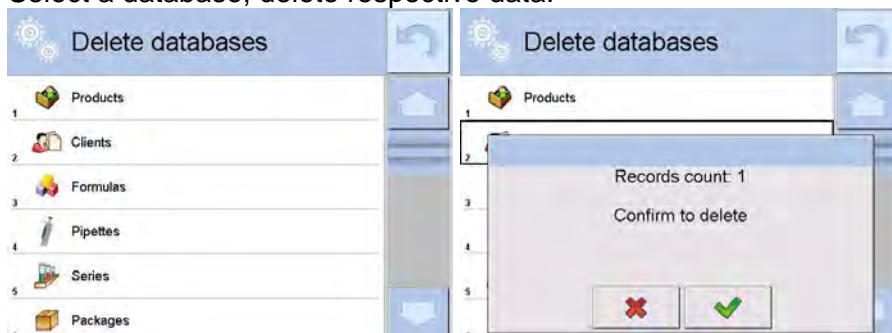 Select a database, delete respective data.
Delete databases
1 Products
2 Clients
3 Formulas
4 Pipettes
5 Series
Packages
Delete databases
1 Products
2
3
4
5
Records count: 1
Confirm to delete